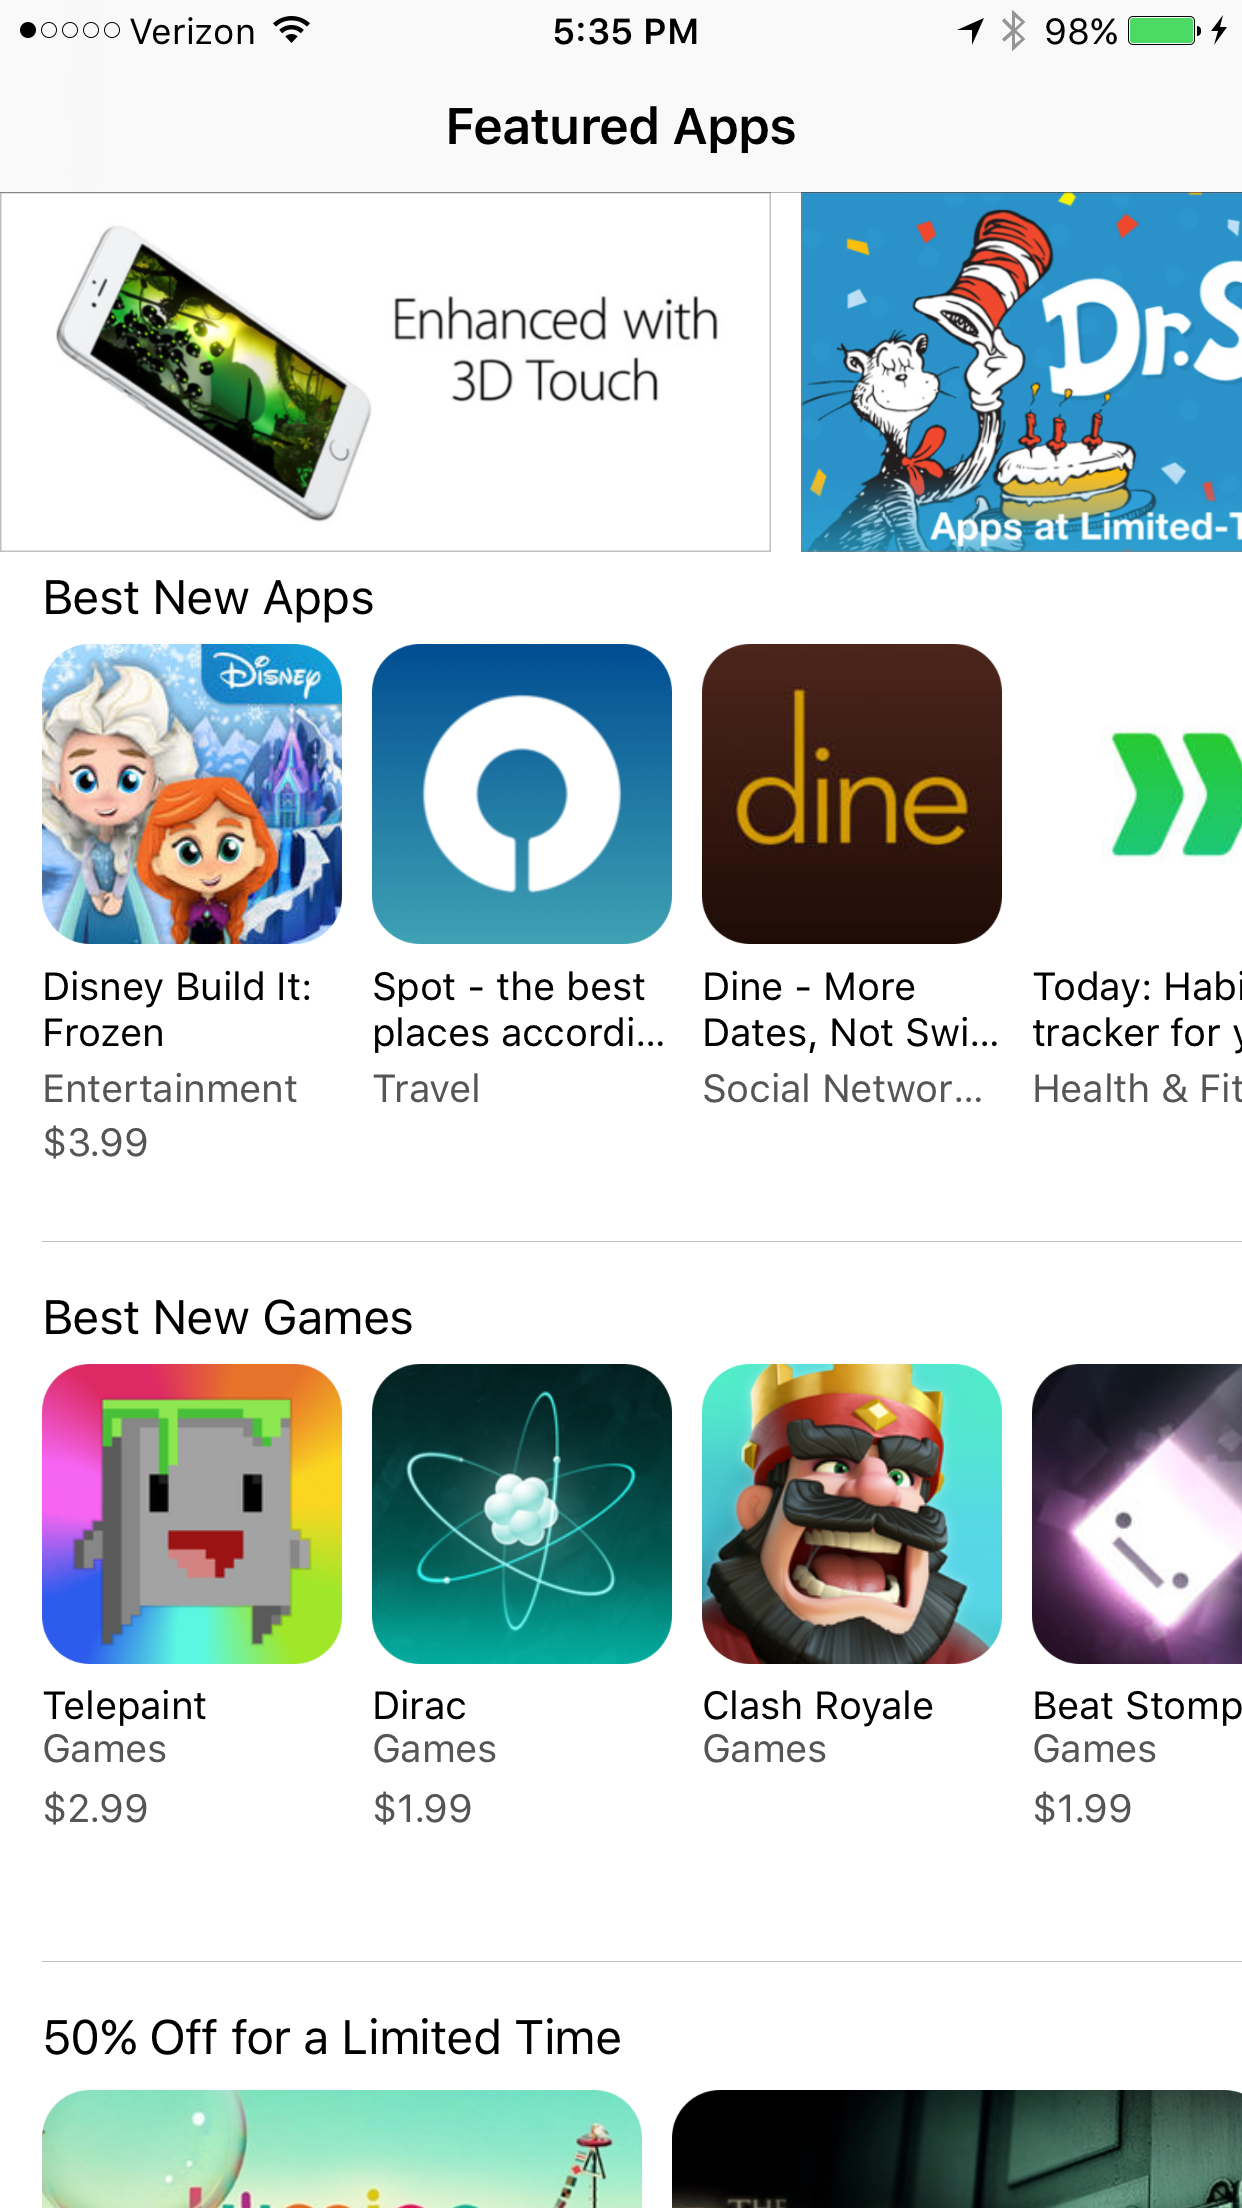 Verizon 5:35 PM 98%
Featured Apps
Enhanced with
3D Touch
Dr.S
Apps at Limited-T
Best New Apps
Disney
dine
Disney Build It:
Frozen
Entertainment
$3.99
Spot - the best
places accordi...
Travel
Dine - More
Dates, Not Swi...
Social Networ...
Today: Habi
tracker for y
Health & Fit
Best New Games
Telepaint
Games
$2.99
Dirac
Games
$1.99
Clash Royale
Games
Beat Stomp
Games
$1.99
50% Off for a Limited Time
THE